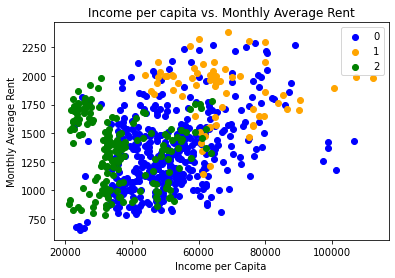 Income per capita vs. Monthly Average Rent
0
1
2
2250
2000
1750
1500
1250
1000
750
Monthly Average Rent
20000 40000 60000 80000 100000
Income per Capita